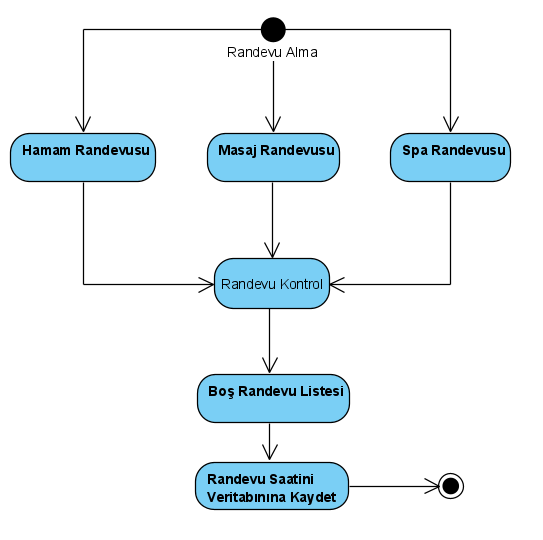 Randevu Alma
Hamam Randevusu
Masaj Randevusu
Spa Randevusu
Randevu Kontrol
Boş Randevu Listesi
Randevu Saatini
Veritabınına Kaydet